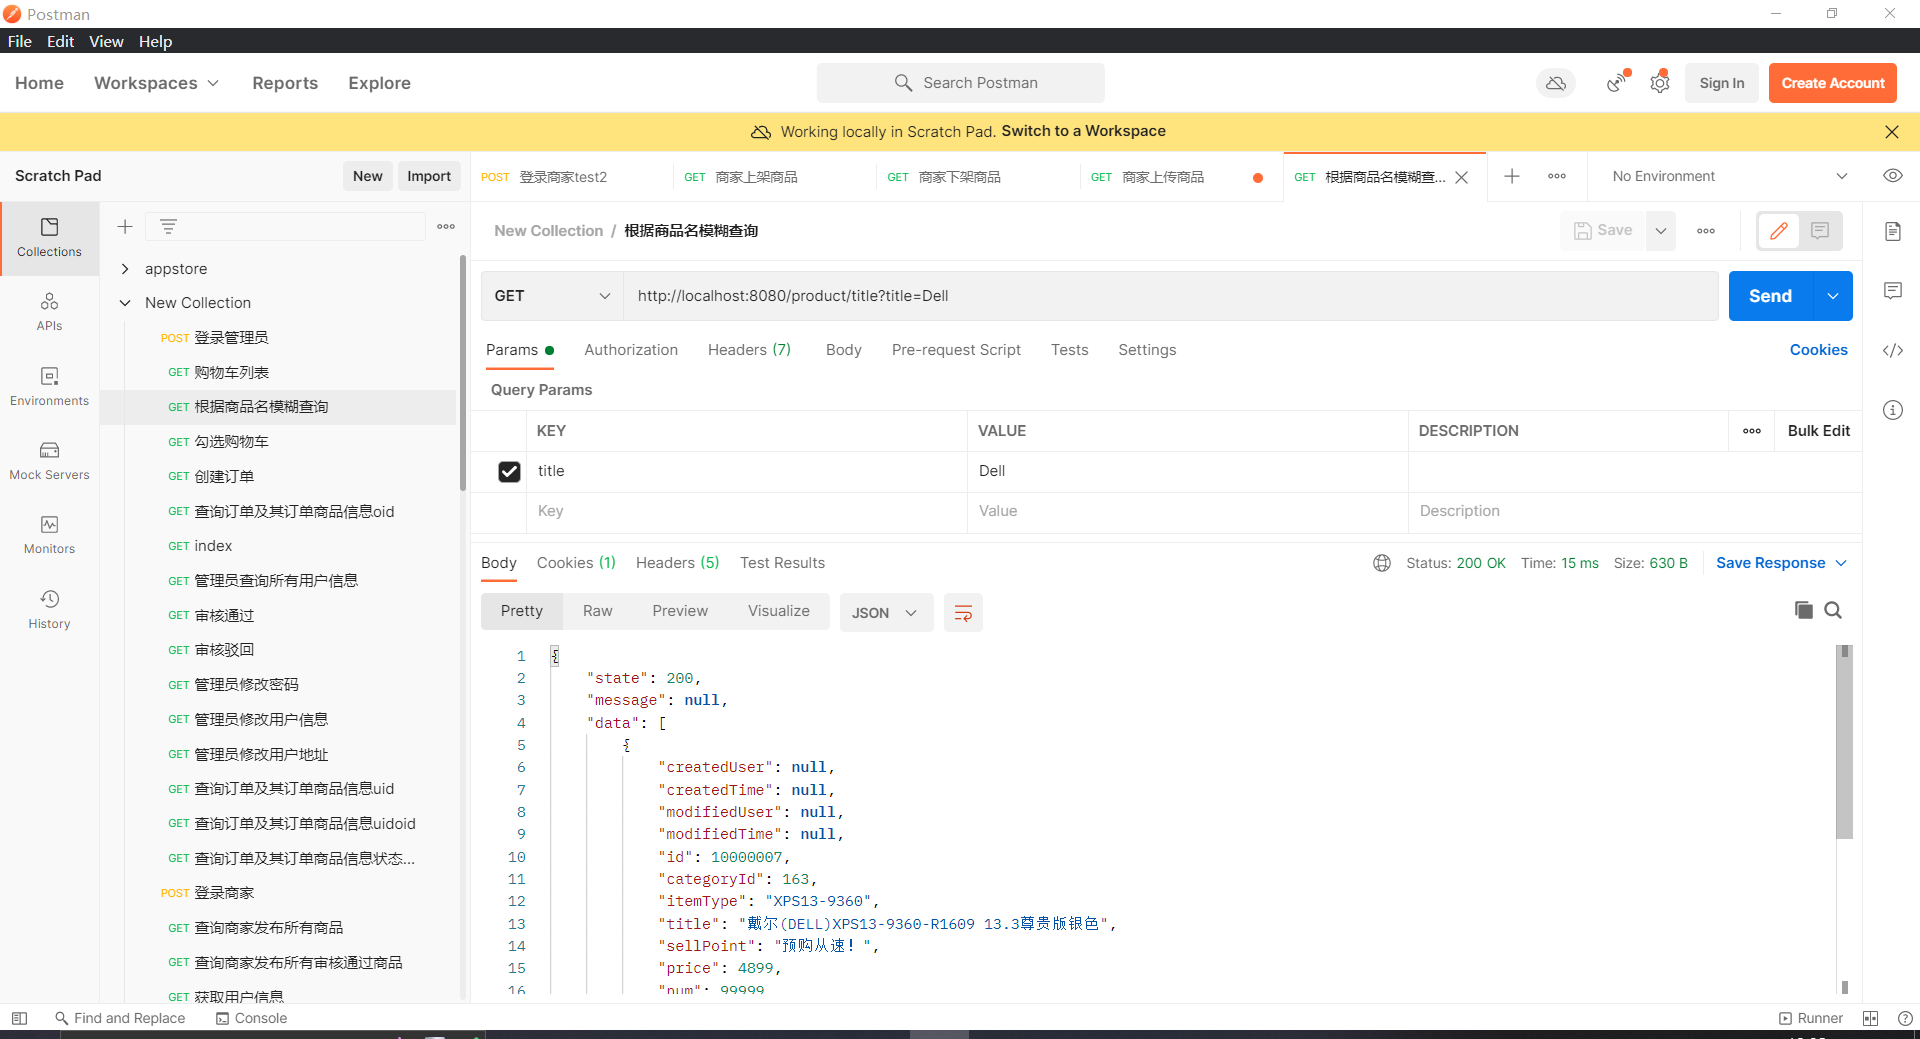 Postman
File Edit View Help
Home Workspaces Reports Explore Search Postman Sign In Create Account
Working locally in Scratch Pad. Switch to a Workspace
Scratch Pad New Import
POST 登录商家test2 GET 商家上架商品 GET 商家下架商品 GET 商家上传商品 GET 根据商品名模糊查... No Environment
Collections
APIs
Environments
Mock Servers
Monitors
History
appstore
New Collection
POST 登录管理员
GET 购物车列表
GET 根据商品名模糊查询
GET 勾选购物车
GET 创建订单
GET 查询订单及其订单商品信息oid
GET index
GET 管理员查询所有用户信息
GET 审核通过
GET 审核驳回
GET 管理员修改密码
GET 管理员修改用户信息
GET 管理员修改用户地址
GET 查询订单及其订单商品信息uid
GET 查询订单及其订单商品信息uidoid
GET 查询订单及其订单商品信息状态...
POST 登录商家
GET 查询商家发布所有商品
GET 查询商家发布所有审核通过商品
GET 获取用户信息
New Collection / 根据商品名模糊查询 Save
GET http://localhost:8080/product/title?title=Dell Send
Params Authorization Headers (7) Body Pre-request Script Tests Settings Cookies
Query Params
KEY VALUE DESCRIPTION Bulk Edit
title Dell
Key Value Description
Body Cookies (1) Headers (5) Test Results Status: 200 OK Time: 15 ms Size: 630 B Save Response
Pretty Raw Preview Visualize JSON
1 {
2 "state": 200,
3 "message": null,
4 "data": [
5 {
6 "createdUser": null,
7 "createdTime": null,
8 "modifiedUser": null,
9 "modifiedTime": null,
10 "id": 10000007,
11 "categoryId": 163,
12 "itemType": "XPS13-9360",
13 "title": "戴尔(DELL)XPS13-9360-R1609 13.3尊贵版银色",
14 "sellPoint": "预购从速！",
15 "price": 4899,
16 "num": 99999
Find and Replace Console Runner